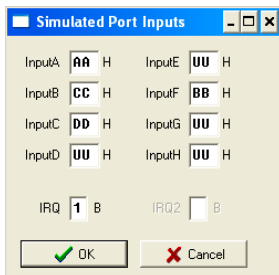 Simulated Port Inputs
InputA AA H InputE UU H
InputB CC H InputF BB H
InputC DD H InputG UU H
InputD UU H InputH UU H
IRQ 1 B IRQ2 B
OK Cancel